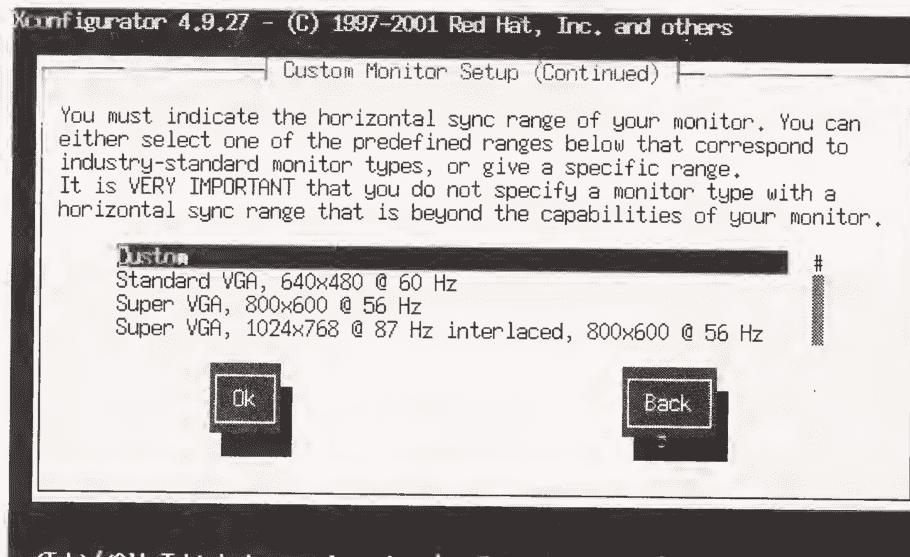 Xconfigurator 4.9.27 - (C) 1997-2001 Red Hat, Inc. and others
Custom Monitor Setup (Continued)
You must indicate the horizontal sync range of your monitor. You can
either select one of the predefined ranges below that correspond to
industry-standard monitor types, or give a specific range.
It is VERY IMPORTANT that you do not specify a monitor type with a
horizontal sync range that is beyond the capabilities of your monitor.
Custom
#
Standard VGA, 640x480 @ 60 Hz
Super VGA, 800x600 @ 56 Hz
Super VGA, 1024x768 @ 87 Hz interlaced, 800x600 @ 56 Hz
Ok
Back